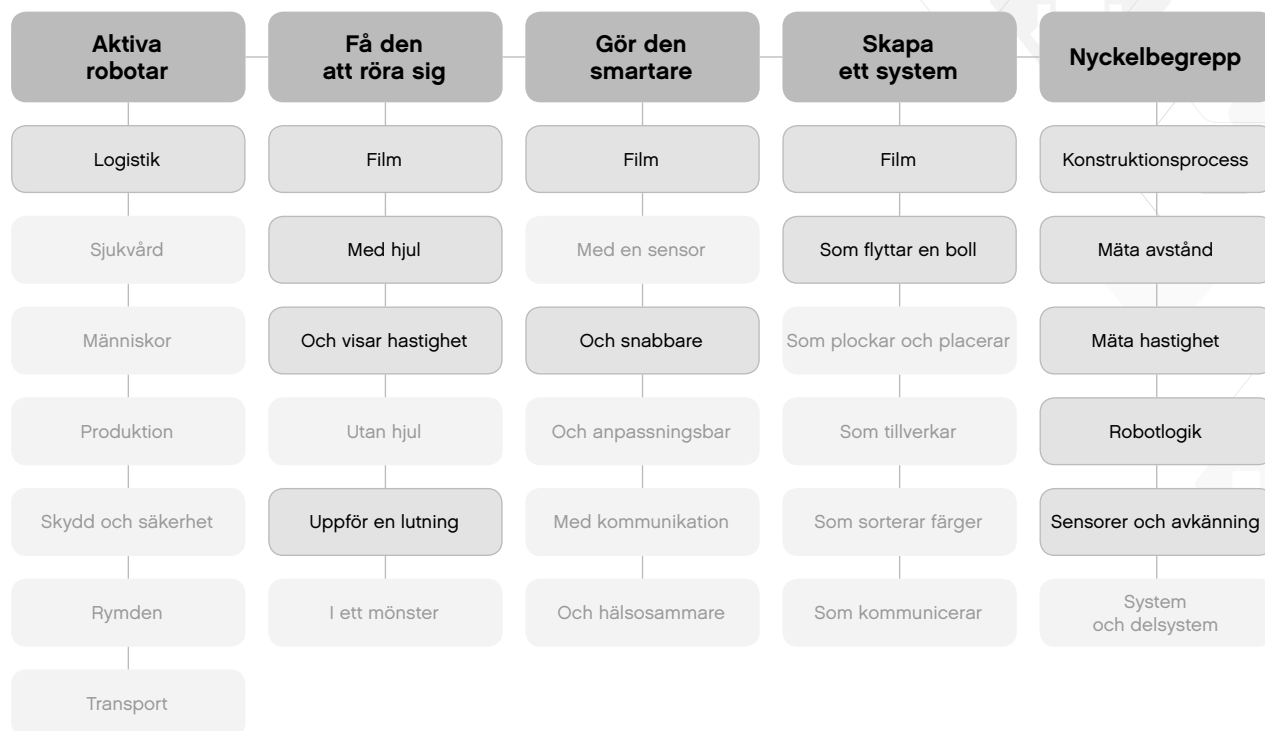 Aktiva
robotar
Få den
att röra sig
Gör den
smartare
Skapa
ett system
Nyckelbegrepp
Logistik
Film
Film
Film
Konstruktionsprocess
Sjukvård
Med hjul
Med en sensor
Som flyttar en boll
Mäta avstånd
Människor
Och visar hastighet
Och snabbare
Som plockar och placerar
Mäta hastighet
Produktion
Utan hjul
Och anpassningsbar
Som tillverkar
Robotlogik
Skydd och säkerhet
Uppför en lutning
Med kommunikation
Som sorterar färger
Sensorer och avkänning
Rymden
I ett mönster
Och hälsosammare
Som kommunicerar
System
och delsystem
Transport